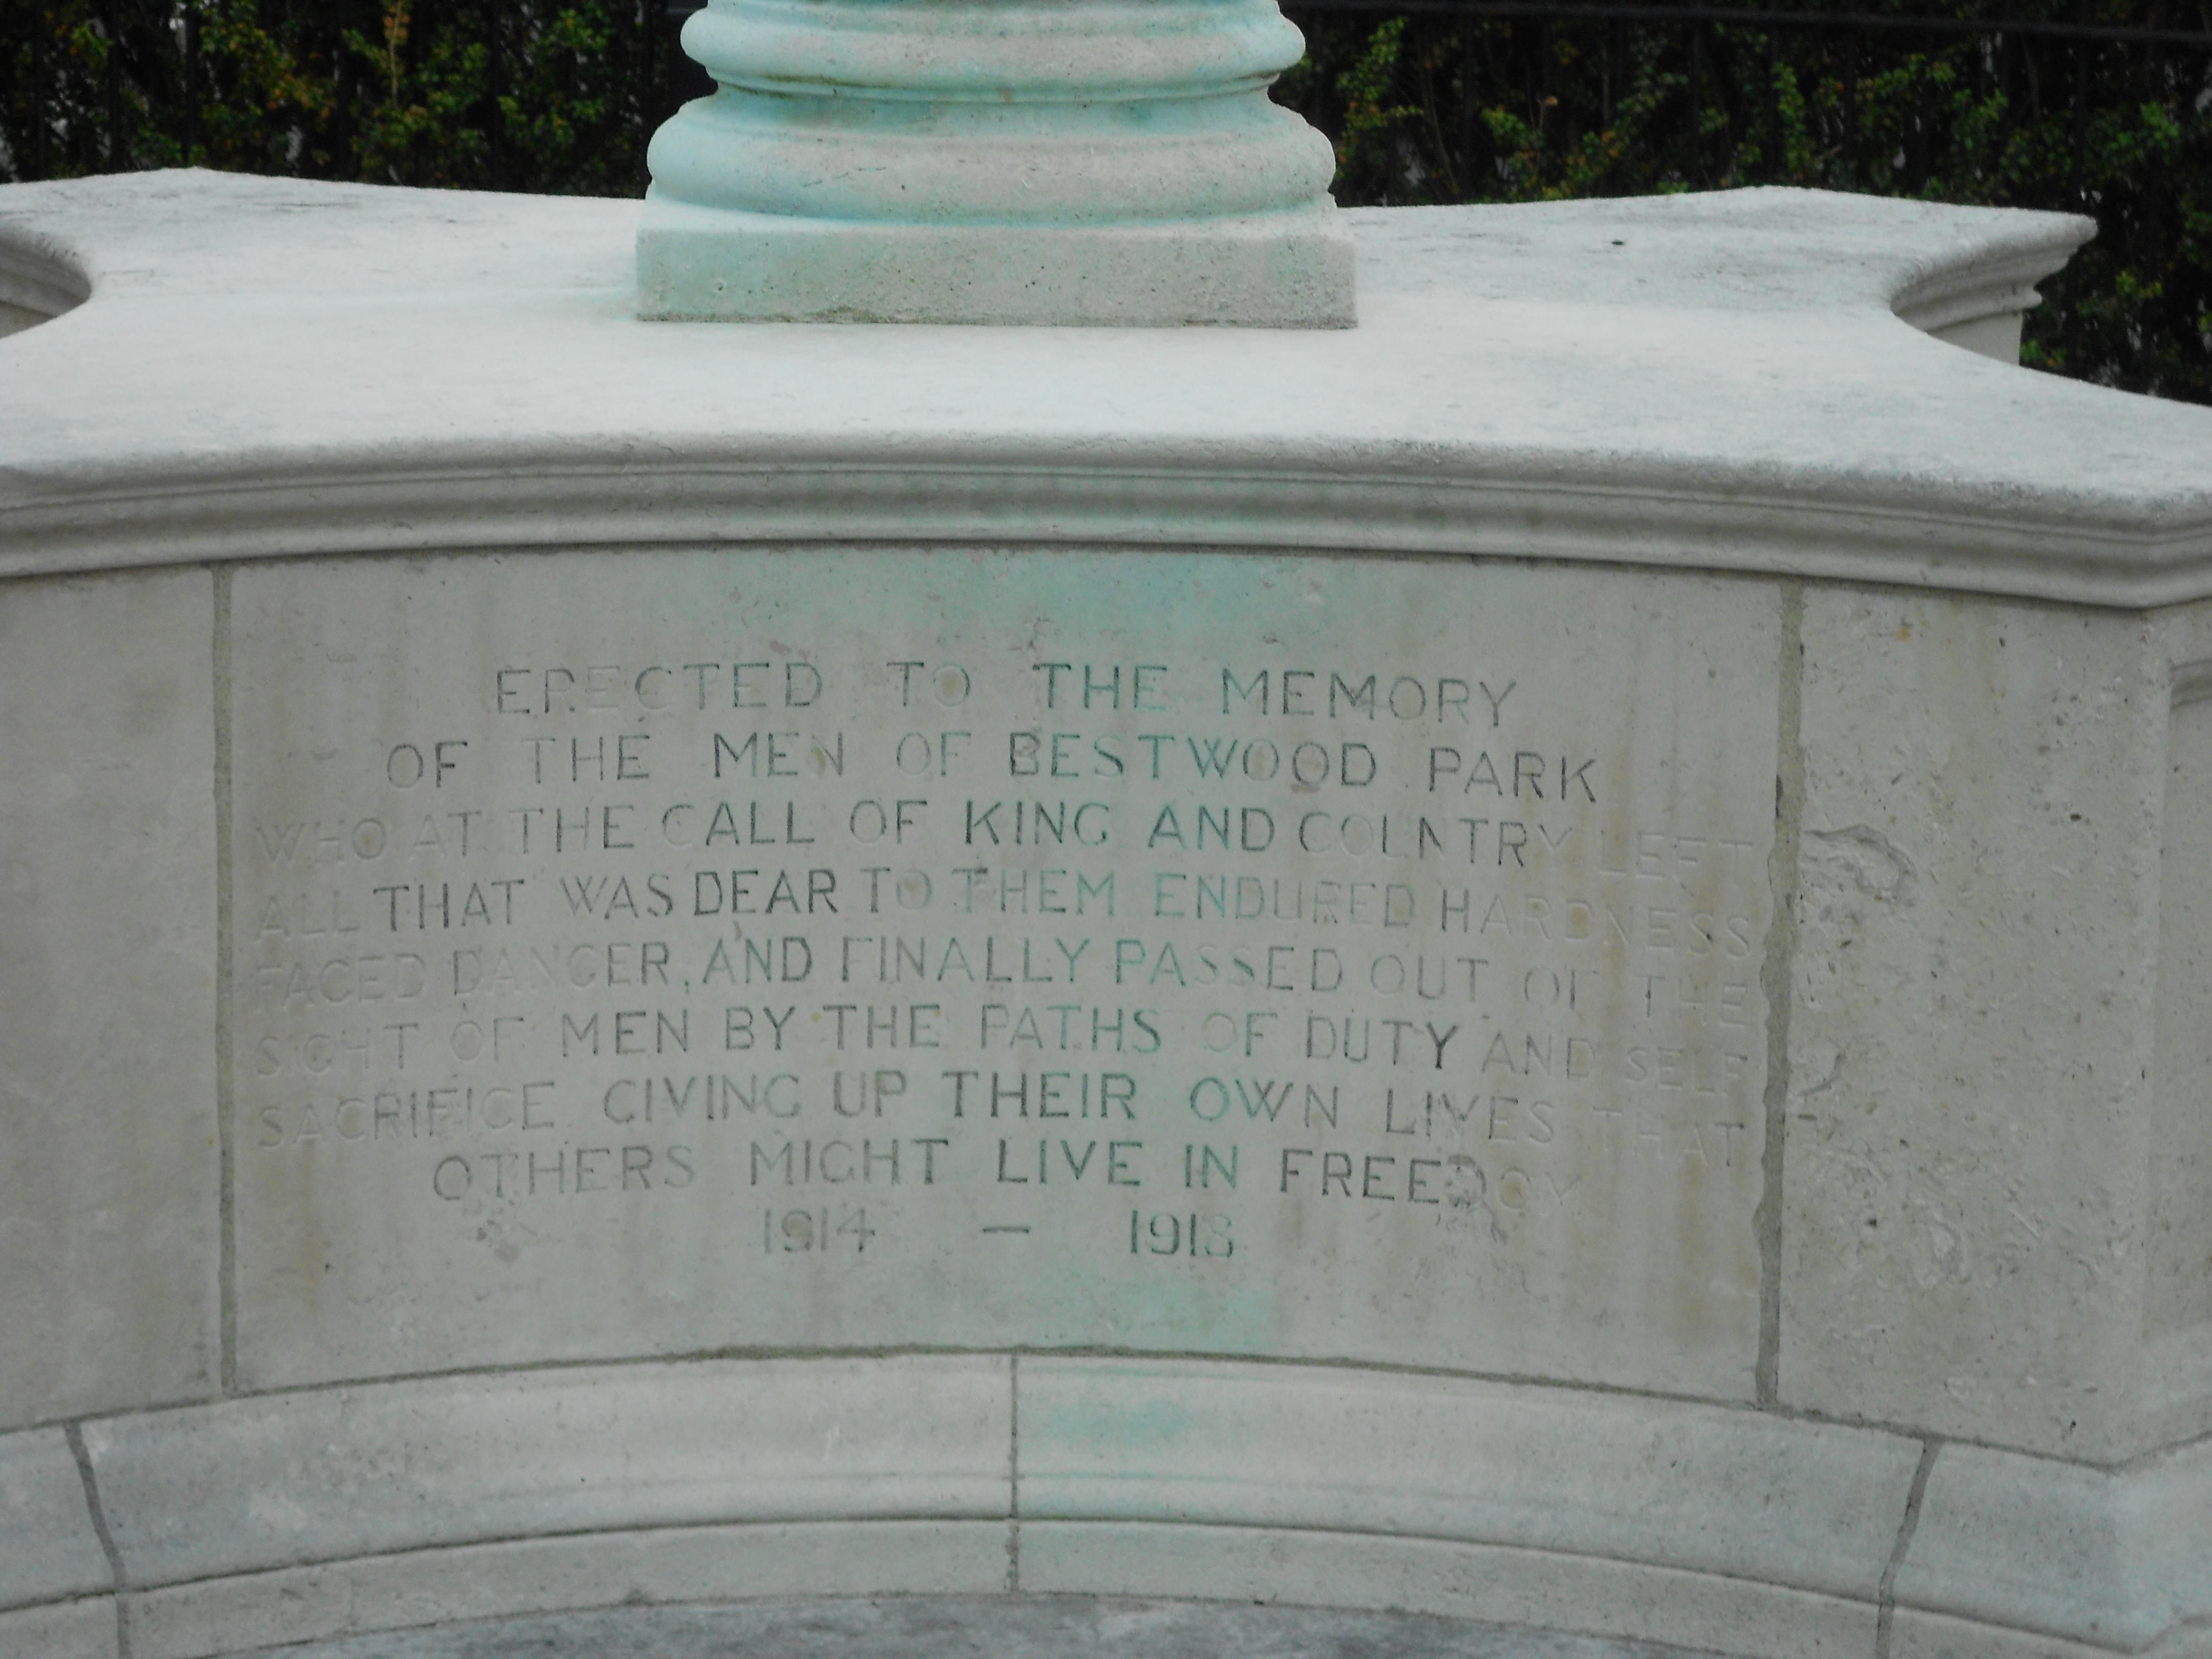 ERECTED TO THE MEMORY
OF THE MEN OF BESTWOOD PARK
WHO AT THE CALL OF KING AND COUNTRY LEFT
ALL THAT WAS DEAR TO THEM ENDURED HARDNESS
FACED DANGER, AND FINALLY PASSED OUT OF THE
SIGHT OF MEN BY THE PATHS OF DUTY AND SELF
SACRIFICE GIVING UP THEIR OWN LIVES THAT
OTHERS MIGHT LIVE IN FREEDOM
1914 — 1918